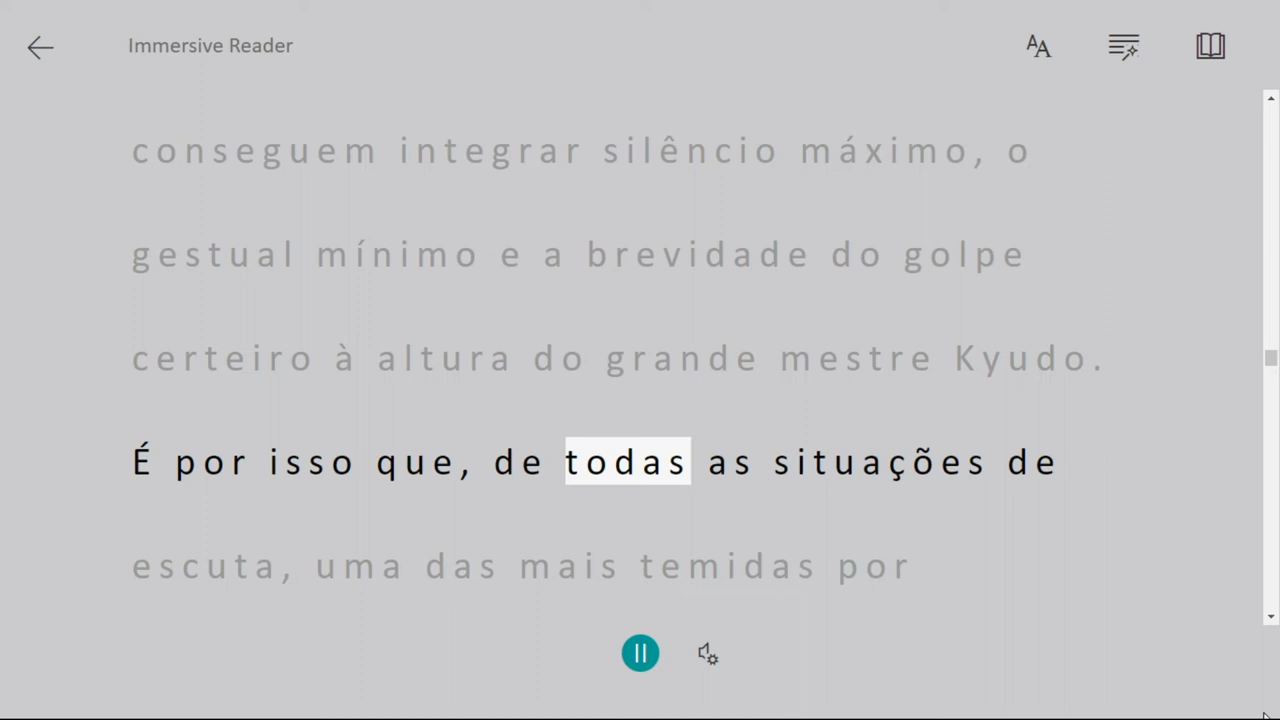 Immersive Reader
conseguem integrar silêncio máximo, o
gestual mínimo e a brevidade do golpe
certeiro à altura do grande mestre Kyudo.
É por isso que, de todas as situações de
escuta, uma das mais temidas por